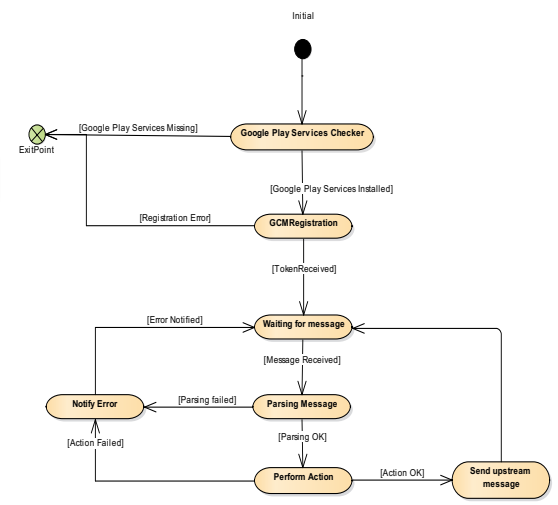 Initial
[Google Play Services Missing]
Google Play Services Checker
ExitPoint
[Google Play Services Installed]
[Registration Error]
GCMRegistration
[TokenReceived]
[Error Notified]
Waiting for message
[Message Received]
Notify Error
[Parsing failed]
Parsing Message
[Action Failed]
[Parsing OK]
Perform Action
[Action OK]
Send upstream
message